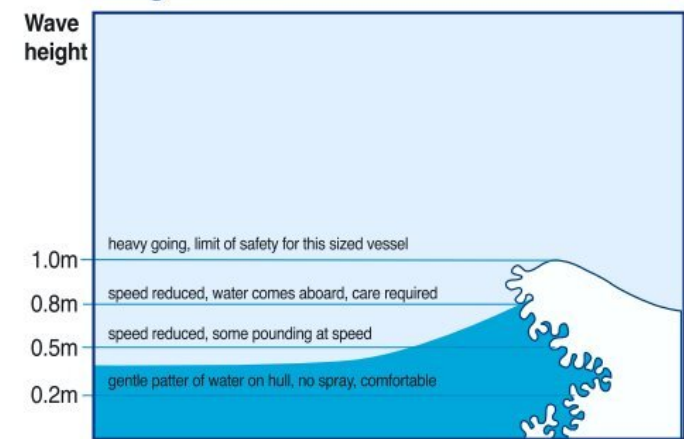 Wave
height
heavy going, limit of safety for this sized vessel
1.0m
speed reduced, water comes aboard, care required
0.8m
speed reduced, some pounding at speed
0.5m
gentle patter of water on hull, no spray, comfortable
0.2m